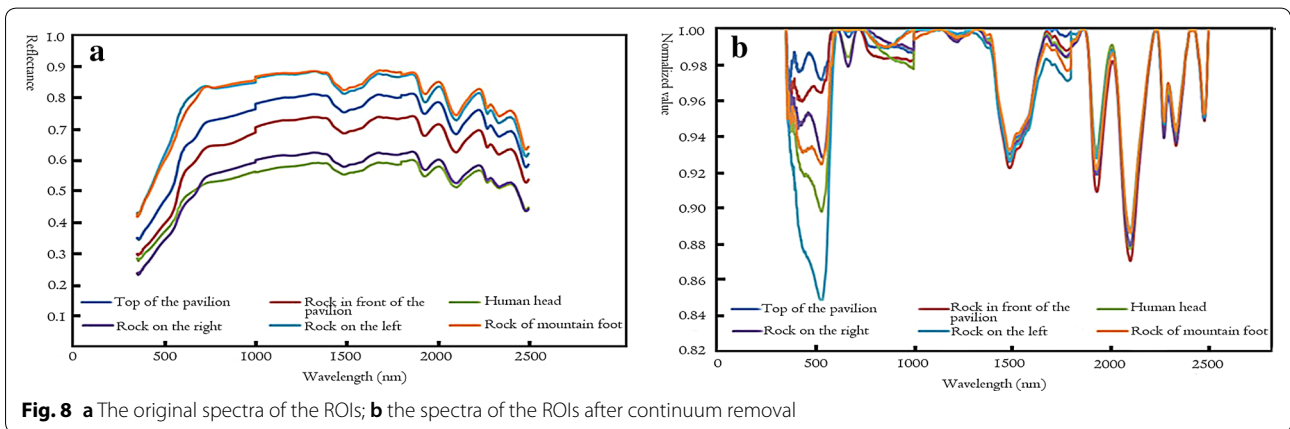 a
Reflectance
1.0
0.9
0.8
0.7
0.6
0.5
0.4
0.3
0.2
0.1
Top of the pavilion
Rock in front of the
pavilion
Human head
Rock on the right
Rock on the left
Rock of mountain foot
0
500
1000
1500
2000
2500
Wavelength (nm)
b
Normalized value
1.00
0.98
0.96
0.94
0.92
0.90
0.88
0.86
0.84
0.82
Top of the pavilion
Rock in front of the
pavilion
Human head
Rock on the right
Rock on the left
Rock of mountain foot
0
500
1000
1500
2000
2500
Wavelength (nm)
Fig. 8 a The original spectra of the ROIs; b the spectra of the ROIs after continuum removal